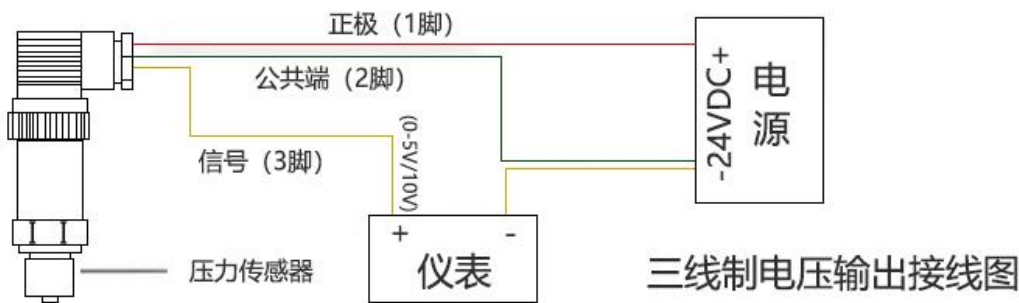 正极（1脚）
公共端（2脚）
信号（3脚）
(0-5V/10V)
-24VDC+
电源
+ -
仪表
压力传感器
三线制电压输出接线图